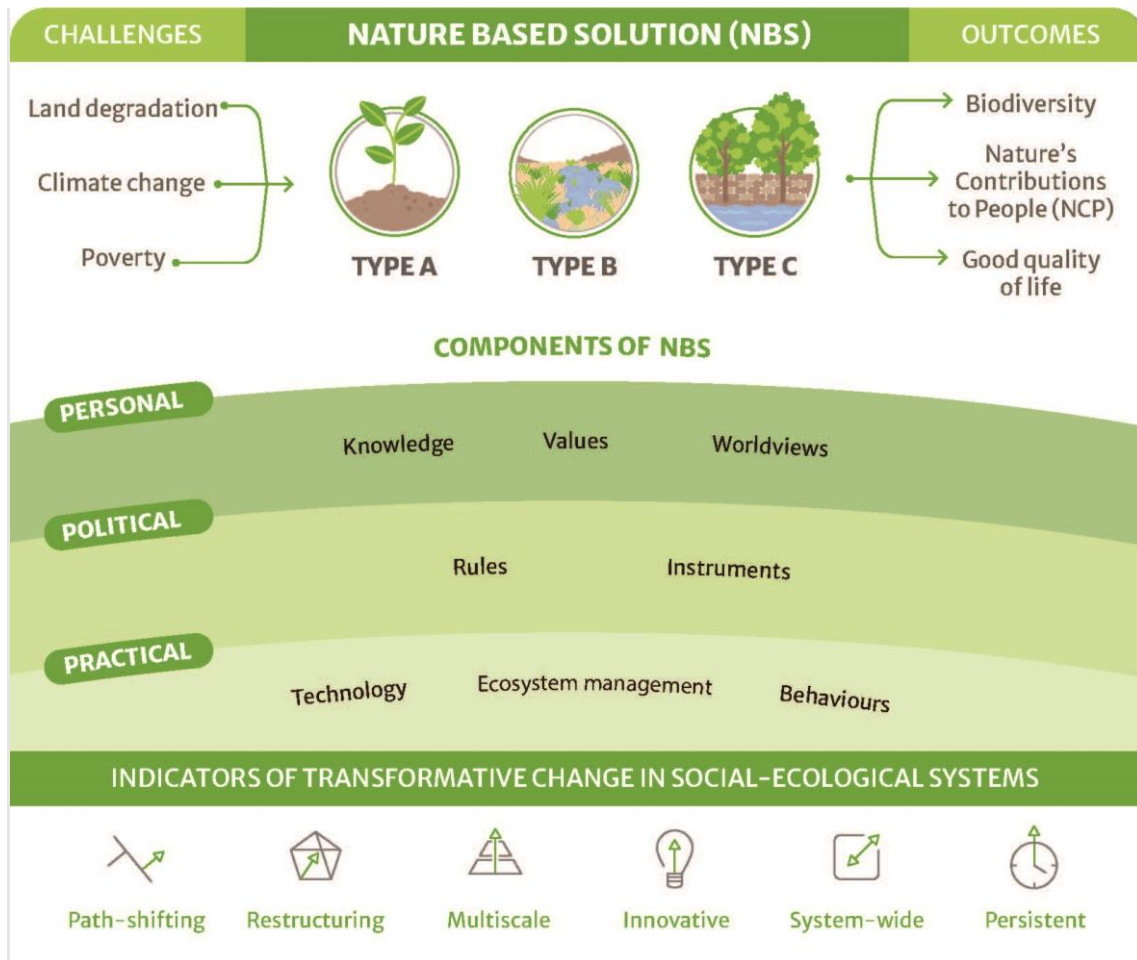 CHALLENGES
NATURE BASED SOLUTION (NBS)
OUTCOMES
Land degradation
Climate change
Poverty
TYPE A
TYPE B
TYPE C
Biodiversity
Nature's
Contributions
to People (NCP)
Good quality
of life
COMPONENTS OF NBS
PERSONAL
Knowledge
Values
Worldviews
POLITICAL
Rules
Instruments
PRACTICAL
Technology
Ecosystem management
Behaviours
INDICATORS OF TRANSFORMATIVE CHANGE IN SOCIAL-ECOLOGICAL SYSTEMS
Path-shifting
Restructuring
Multiscale
Innovative
System-wide
Persistent